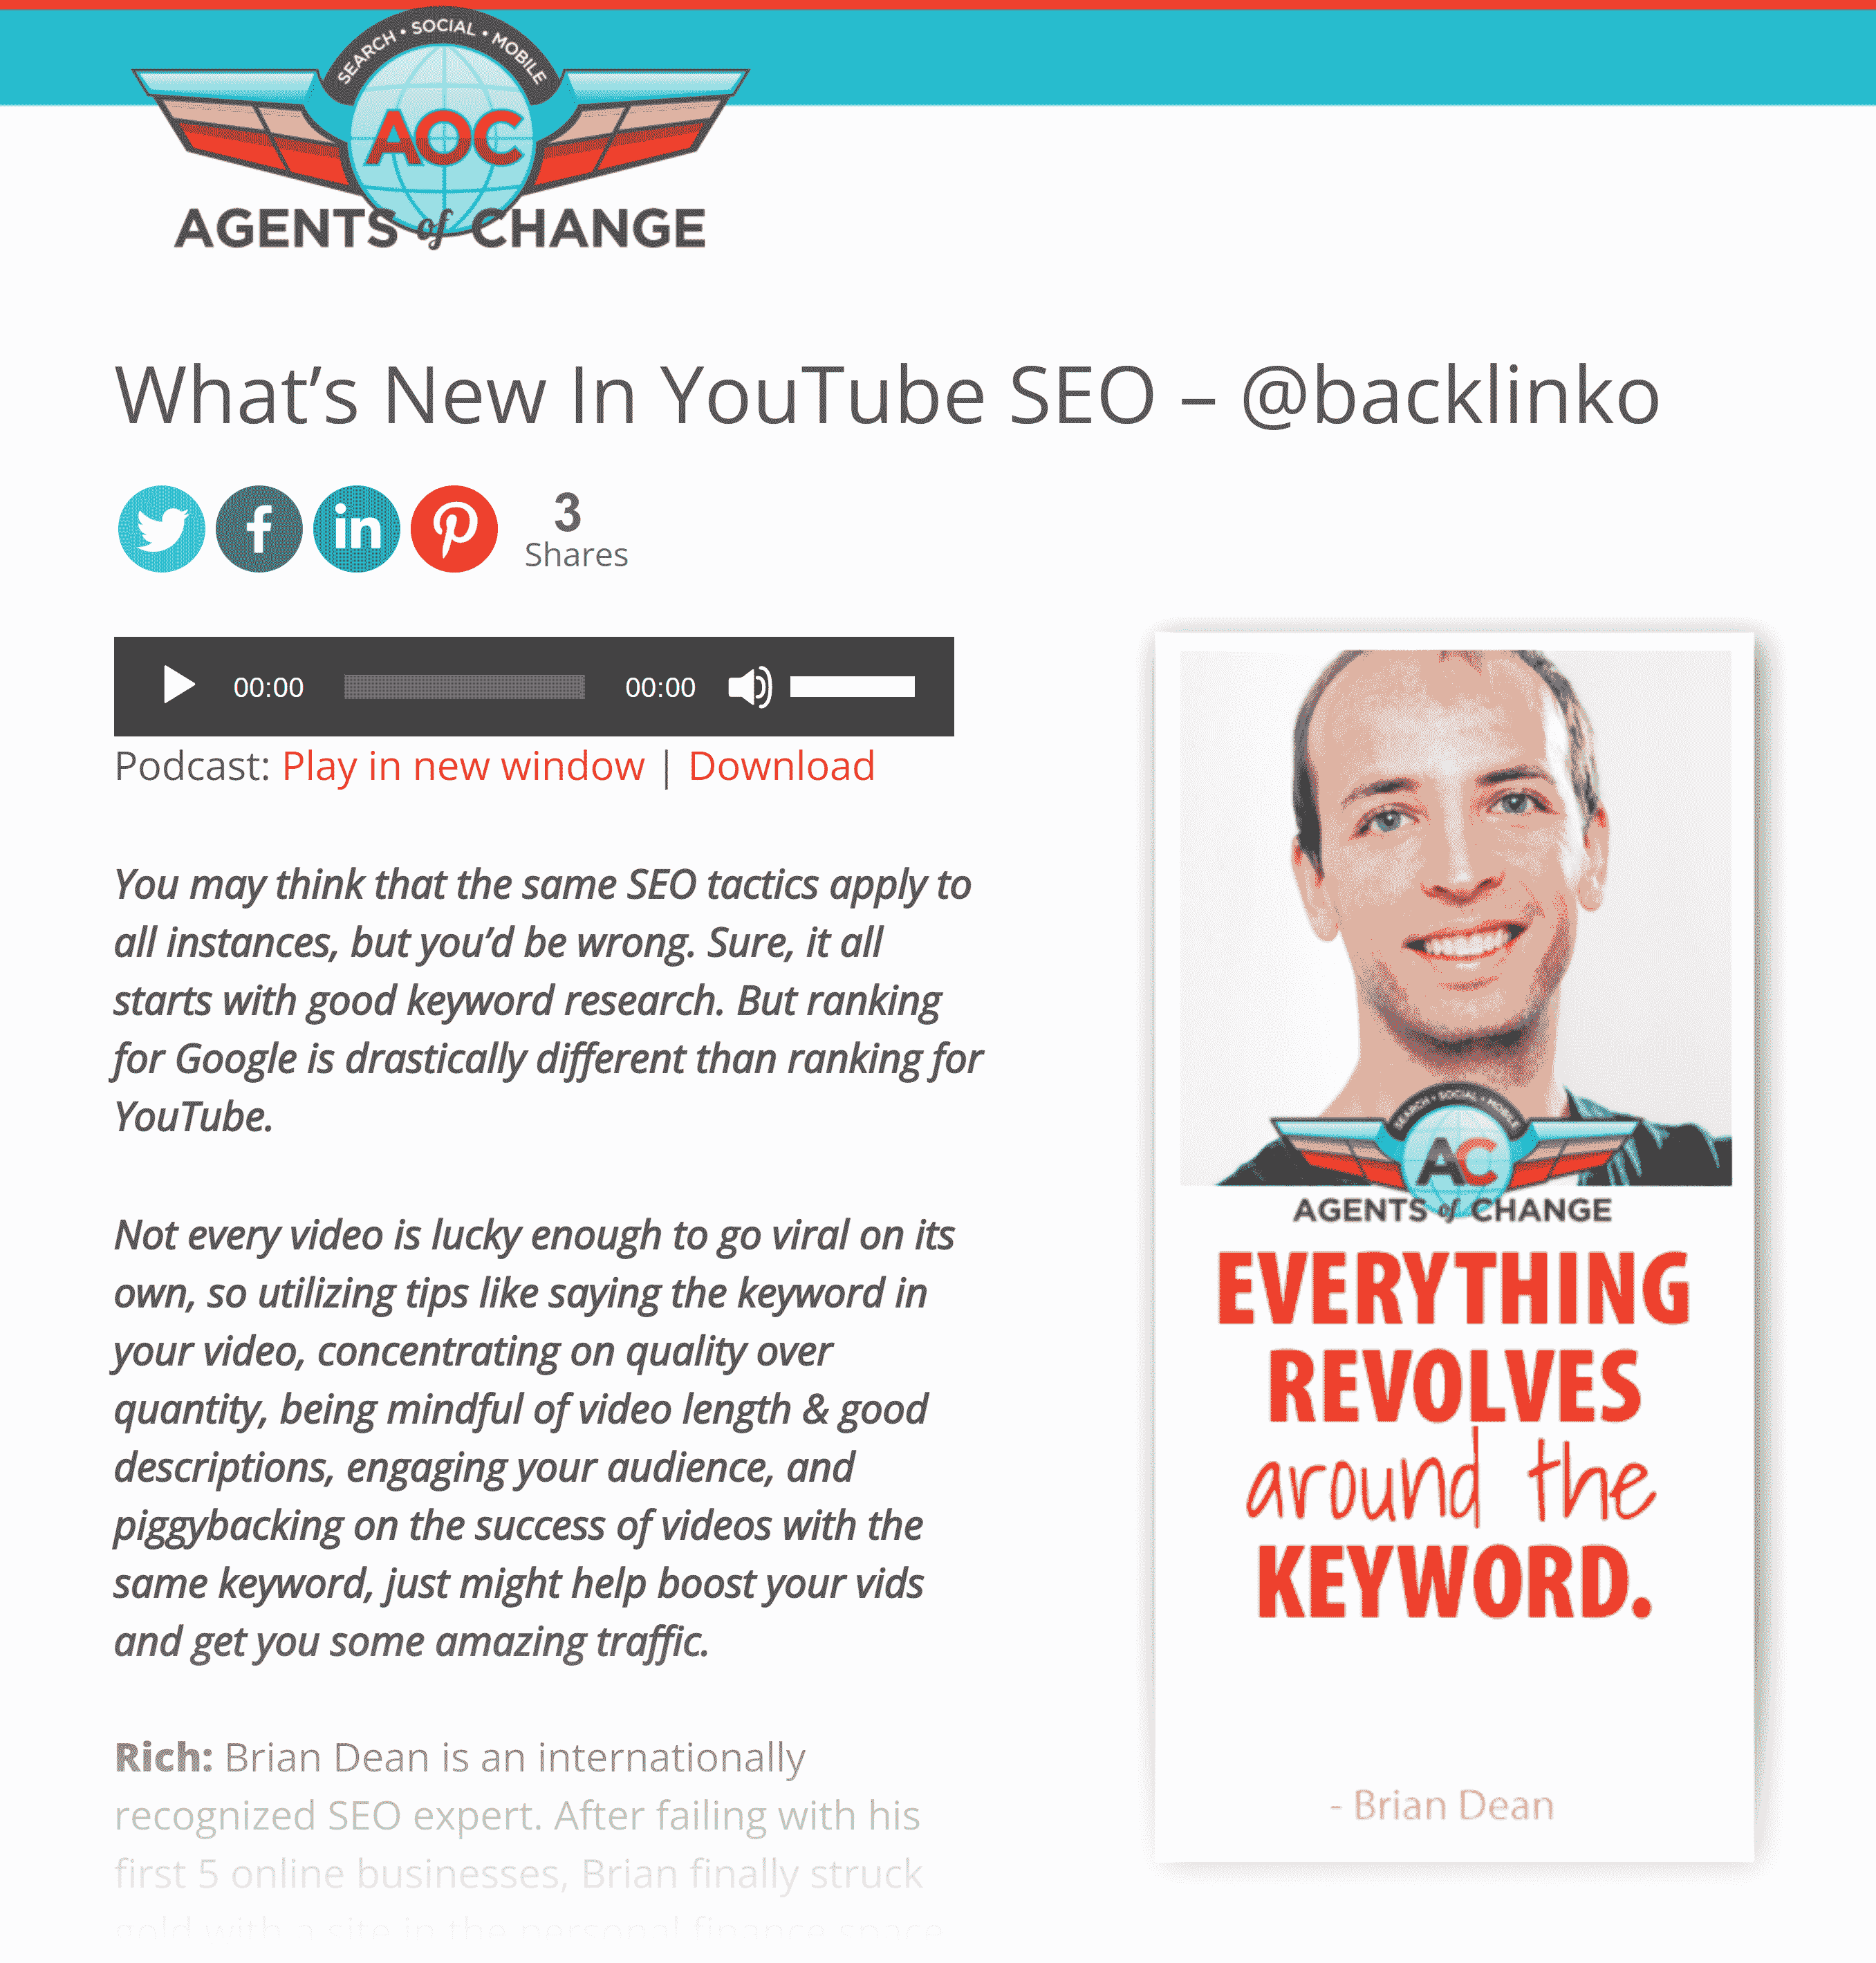 SEARCH • SOCIAL • MOBILE
AOC
AGENTS of CHANGE
What’s New In YouTube SEO – @backlinko
3
Shares
00:00 00:00
Podcast: Play in new window | Download
You may think that the same SEO tactics apply to
all instances, but you’d be wrong. Sure, it all
starts with good keyword research. But ranking
for Google is drastically different than ranking for
YouTube.
Not every video is lucky enough to go viral on its
own, so utilizing tips like saying the keyword in
your video, concentrating on quality over
quantity, being mindful of video length & good
descriptions, engaging your audience, and
piggybacking on the success of videos with the
same keyword, just might help boost your vids
and get you some amazing traffic.
Rich: Brian Dean is an internationally
recognized SEO expert. After failing with his
first 5 online businesses, Brian finally struck
gold with a site in the personal finance space
SEARCH • SOCIAL • MOBILE
AC
AGENTS of CHANGE
EVERYTHING
REVOLVES
around the
KEYWORD.
- Brian Dean